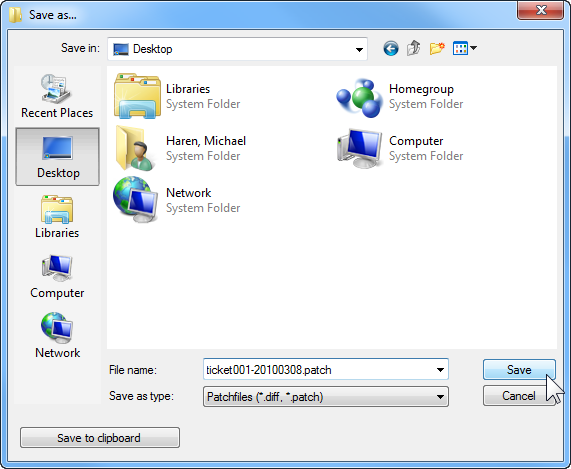 Save as...
Save in:
Desktop
Recent Places
Desktop
Libraries
Computer
Network
Libraries
System Folder
Homegroup
System Folder
Haren, Michael
Computer
System Folder
Network
System Folder
File name:
ticket001-20100308.patch
Save
Save as type:
Patchfiles (*.diff, *.patch)
Cancel
Save to clipboard